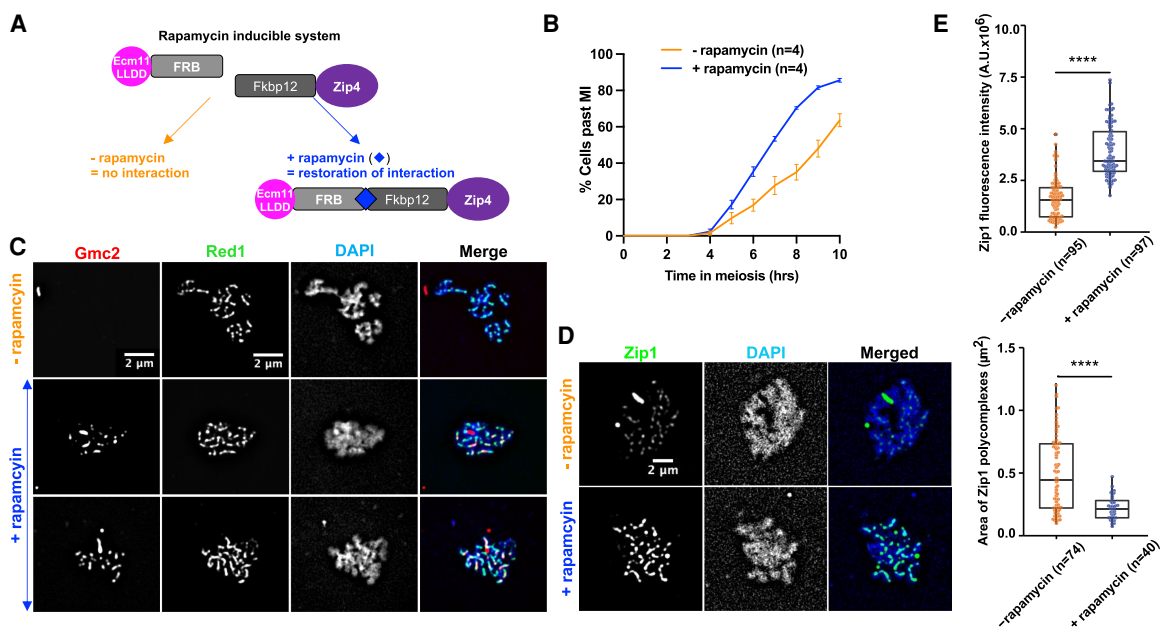 A
Rapamycin inducible system
Ecm11
LLDD
FRB
Fkbp12
Zip4
- rapamycin
= no interaction
+ rapamycin (◆)
= restoration of interaction
Ecm11
LLDD
FRB
Fkbp12
Zip4
B
- rapamycin (n=4)
+ rapamycin (n=4)
% Cells past MI
100
80
60
40
20
0
0 2 4 6 8 10
Time in meiosis (hrs)
C
Gmc2 Red1 DAPI Merge
- rapamcyin
2 µm
2 µm
+ rapamcyin
D
Zip1 DAPI Merged
- rapamcyin
2 µm
+ rapamcyin
E
Zip1 fluorescence intensity (A.U.x10⁶)
10.0
7.5
5.0
2.5
0.0
****
–rapamycin (n=95)
+ rapamycin (n=97)
Area of Zip1 polycomplexes (µm²)
1.5
1.0
0.5
0.0
****
–rapamycin (n=74)
+ rapamycin (n=40)